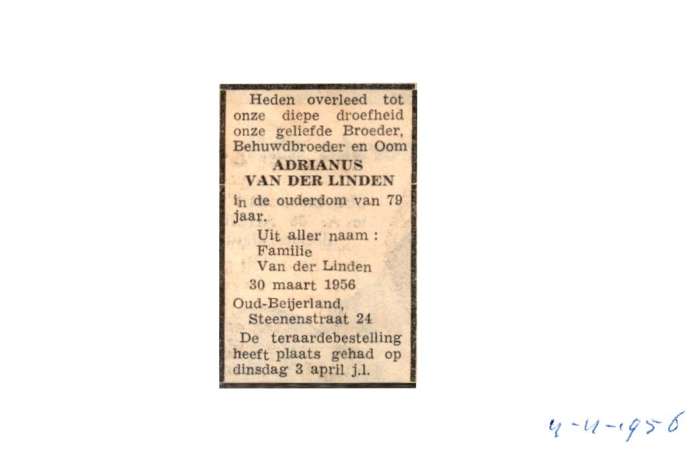 Heden overleed tot
onze diepe droefheid
onze geliefde Broeder,
Behuwdbroeder en Oom
ADRIANUS
VAN DER LINDEN
in de ouderdom van 79
jaar.
Uit aller naam :
Familie
Van der Linden
30 maart 1956
Oud-Beijerland,
Steenenstraat 24
De teraardebestelling
heeft plaats gehad op
dinsdag 3 april j.l.
4-4-1956